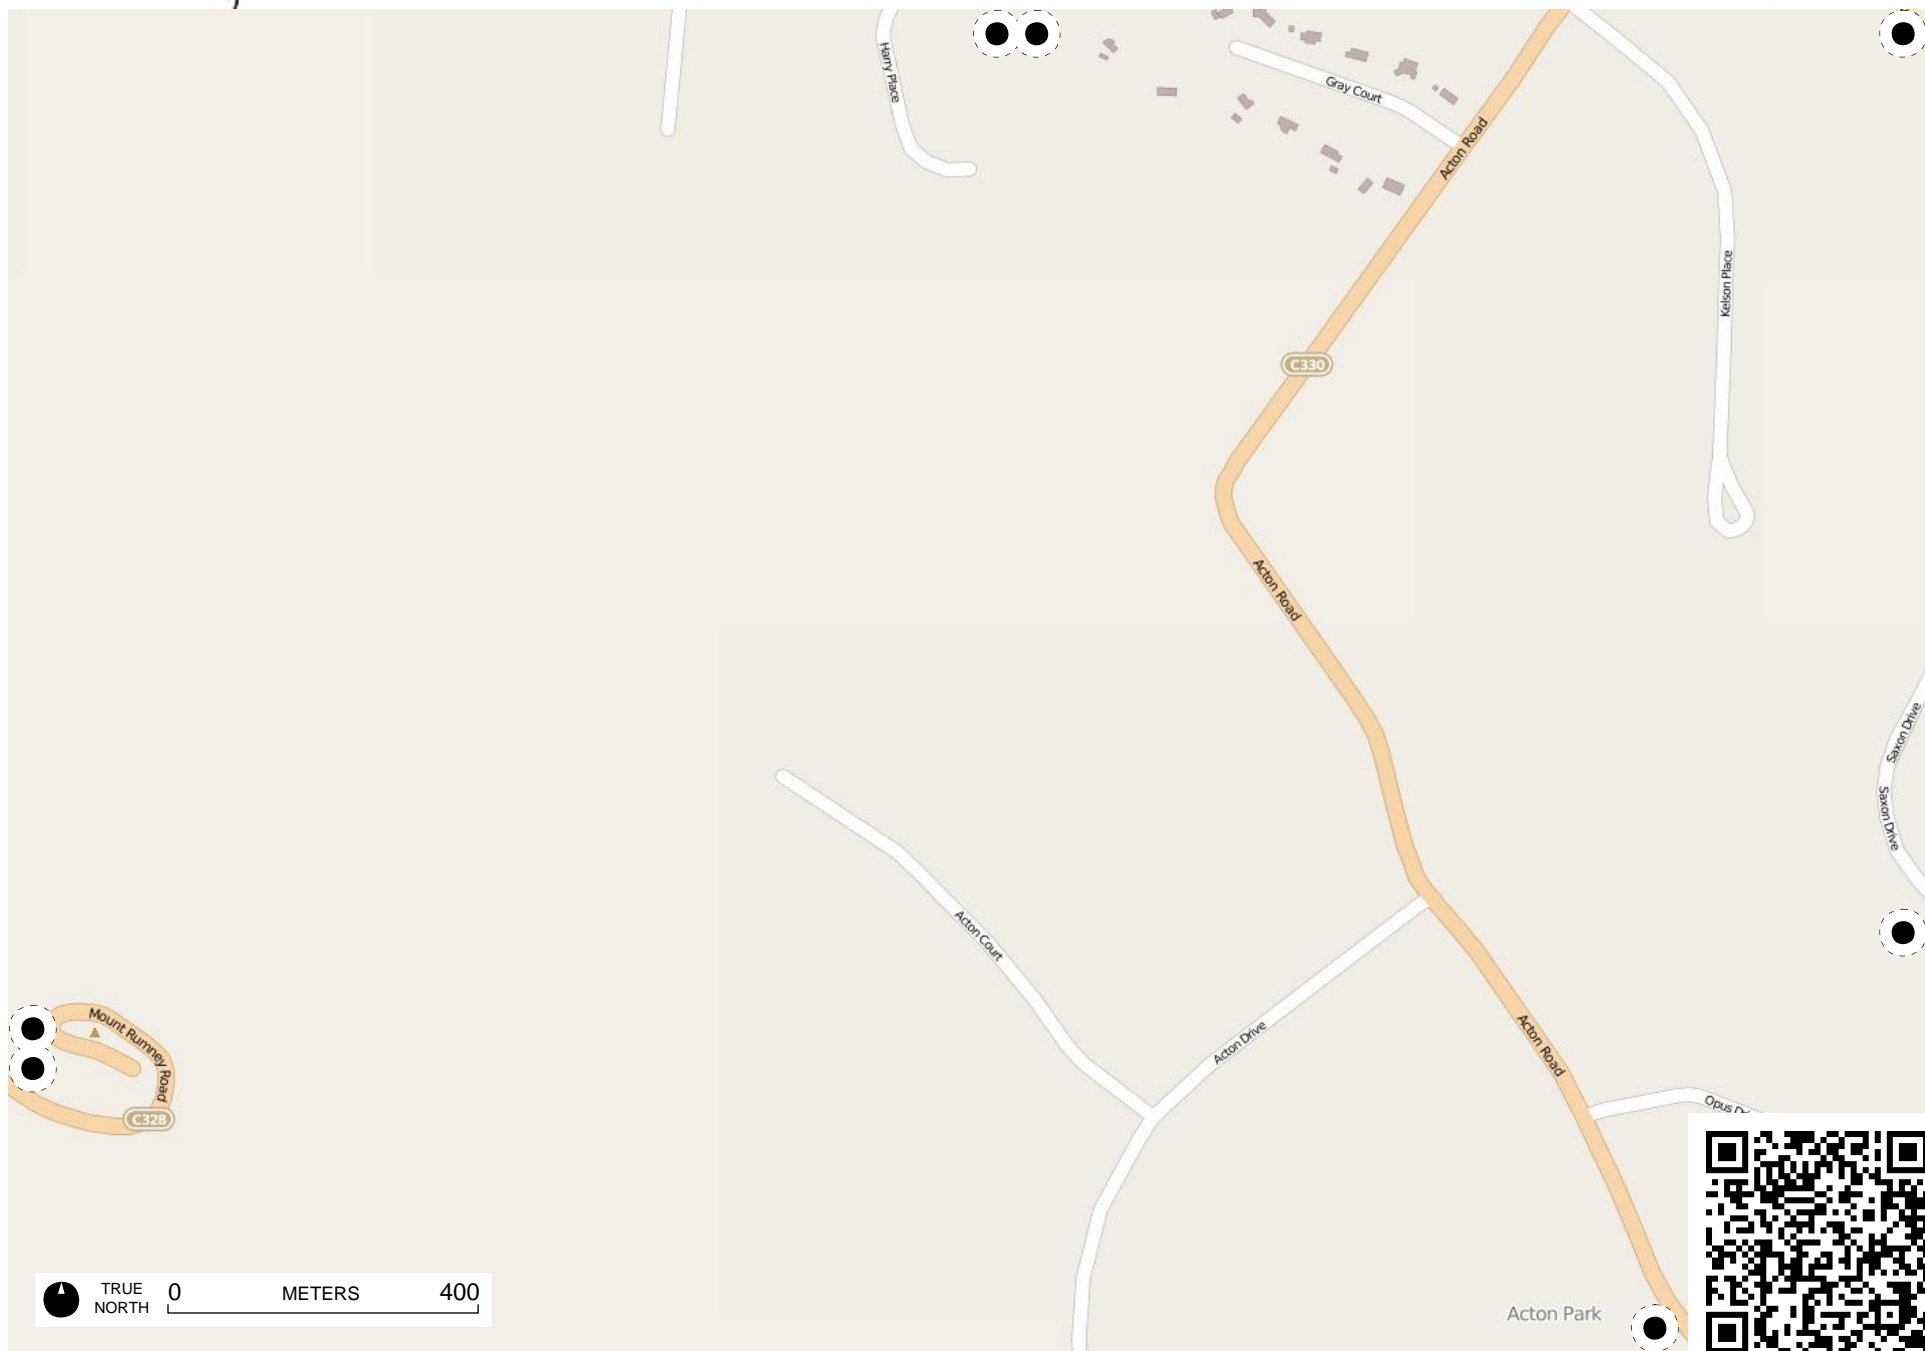 Harry Place
Gray Court
Acton Road
Kelson Place
C330
Acton Road
Saxon Drive
Saxon Drive
Acton Court
Mount Rumney Road
Acton Drive
Acton Road
C328
Opus
TRUE NORTH
0 METERS 400
Acton Park